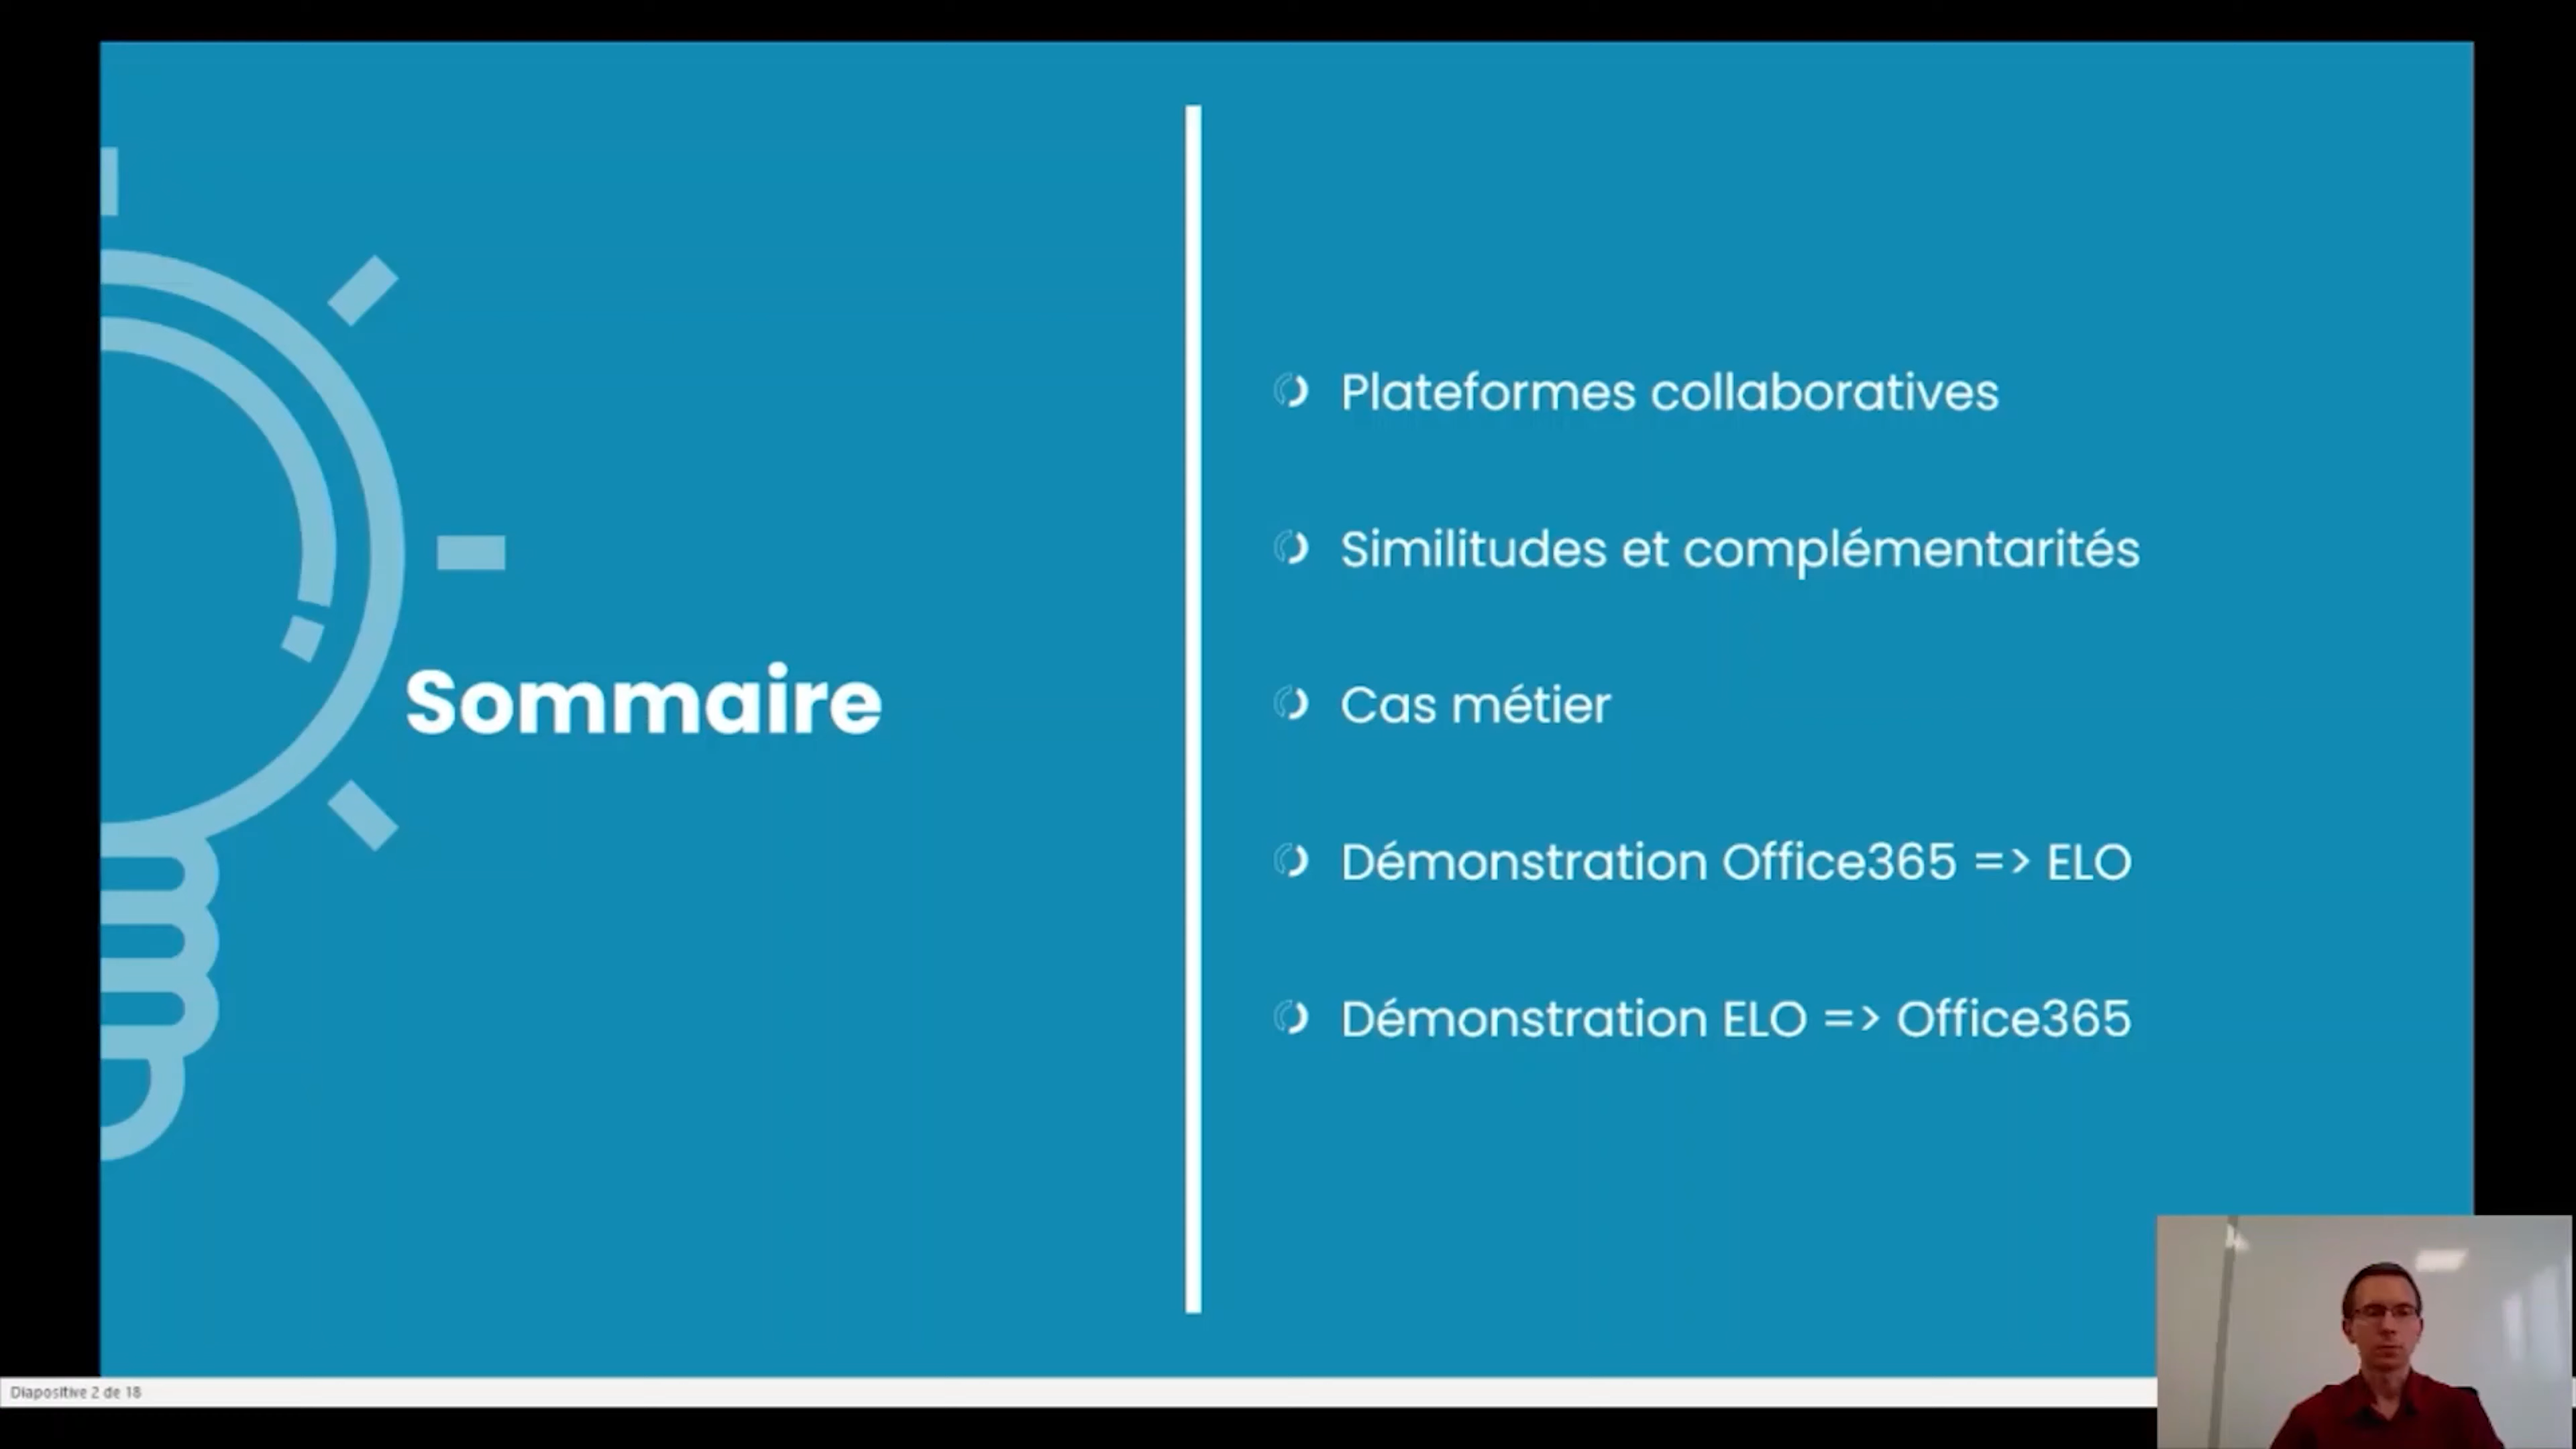 Sommaire
Plateformes collaboratives
Similitudes et complémentarités
Cas métier
Démonstration Office365 => ELO
Démonstration ELO => Office365
Diapositive 2 de 18